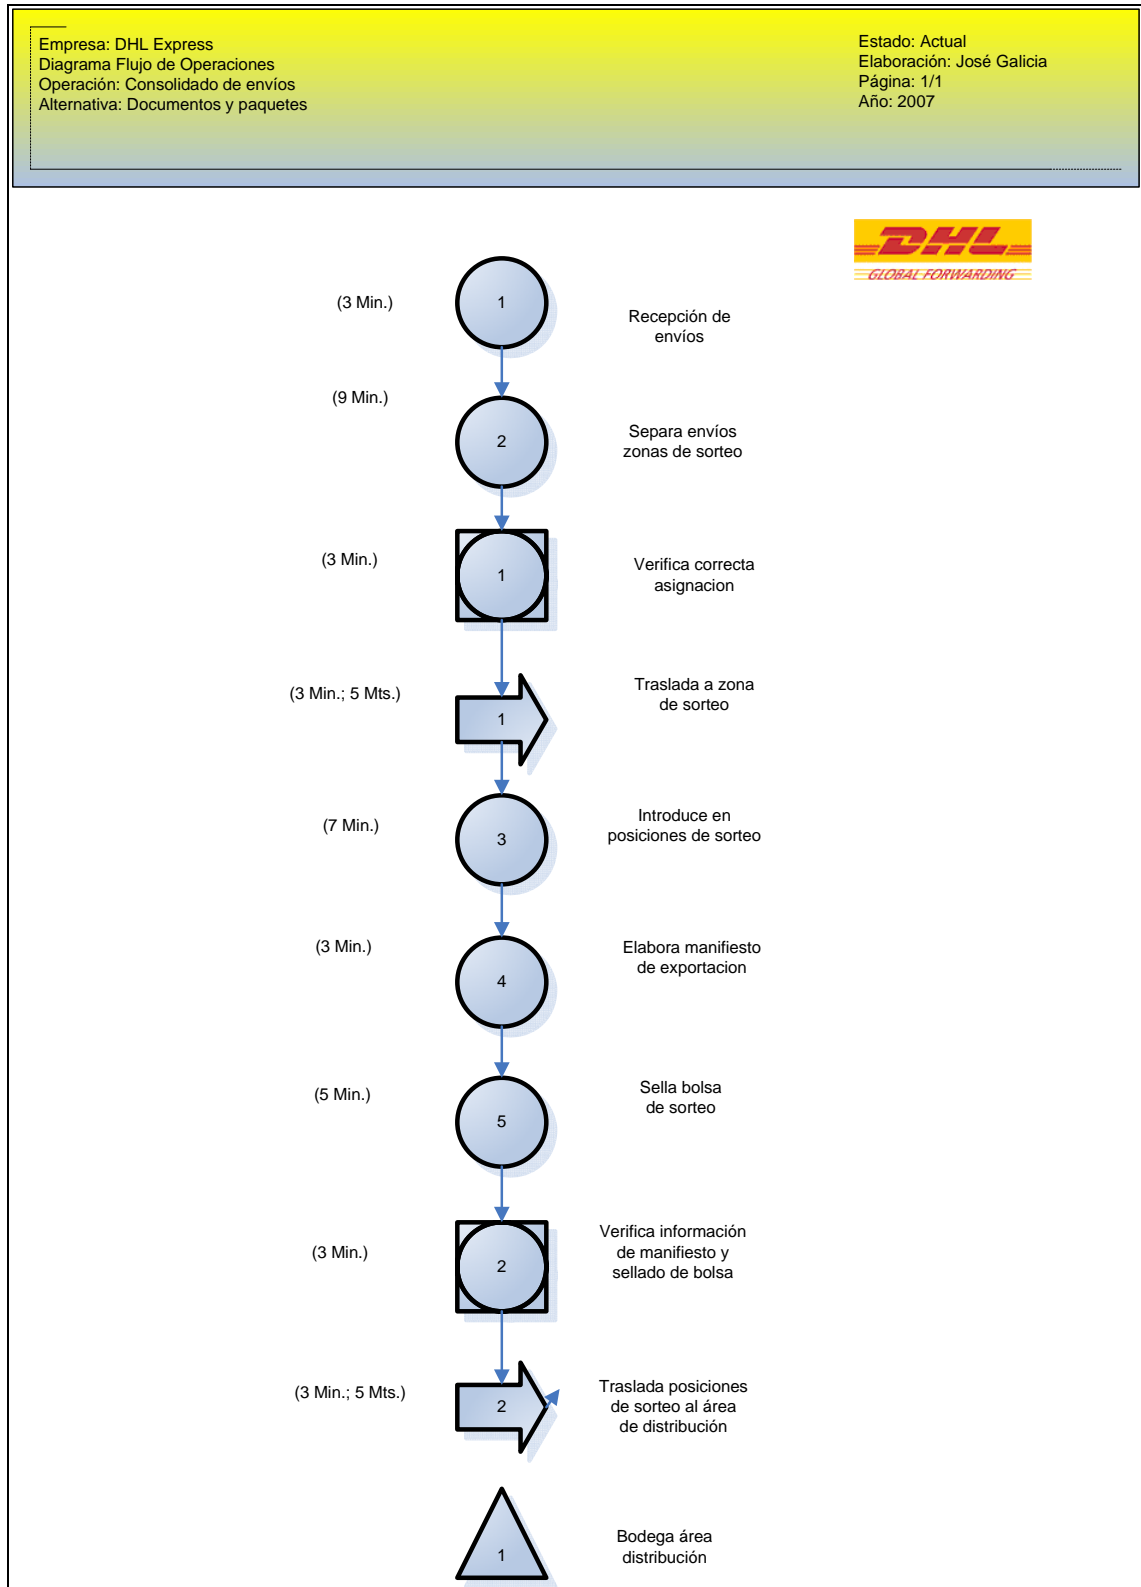 Empresa: DHL Express
Diagrama Flujo de Operaciones
Operación: Consolidado de envíos
Alternativa: Documentos y paquetes
Estado: Actual
Elaboración: José Galicia
Página: 1/1
Año: 2007
DHL
GLOBAL FORWARDING
(3 Min.)
1
Recepción de
envíos
(9 Min.)
2
Separa envíos
zonas de sorteo
(3 Min.)
1
Verifica correcta
asignacion
(3 Min.; 5 Mts.)
1
Traslada a zona
de sorteo
(7 Min.)
3
Introduce en
posiciones de sorteo
(3 Min.)
4
Elabora manifiesto
de exportacion
(5 Min.)
5
Sella bolsa
de sorteo
(3 Min.)
2
Verifica información
de manifiesto y
sellado de bolsa
(3 Min.; 5 Mts.)
2
Traslada posiciones
de sorteo al área
de distribución
1
Bodega área
distribución